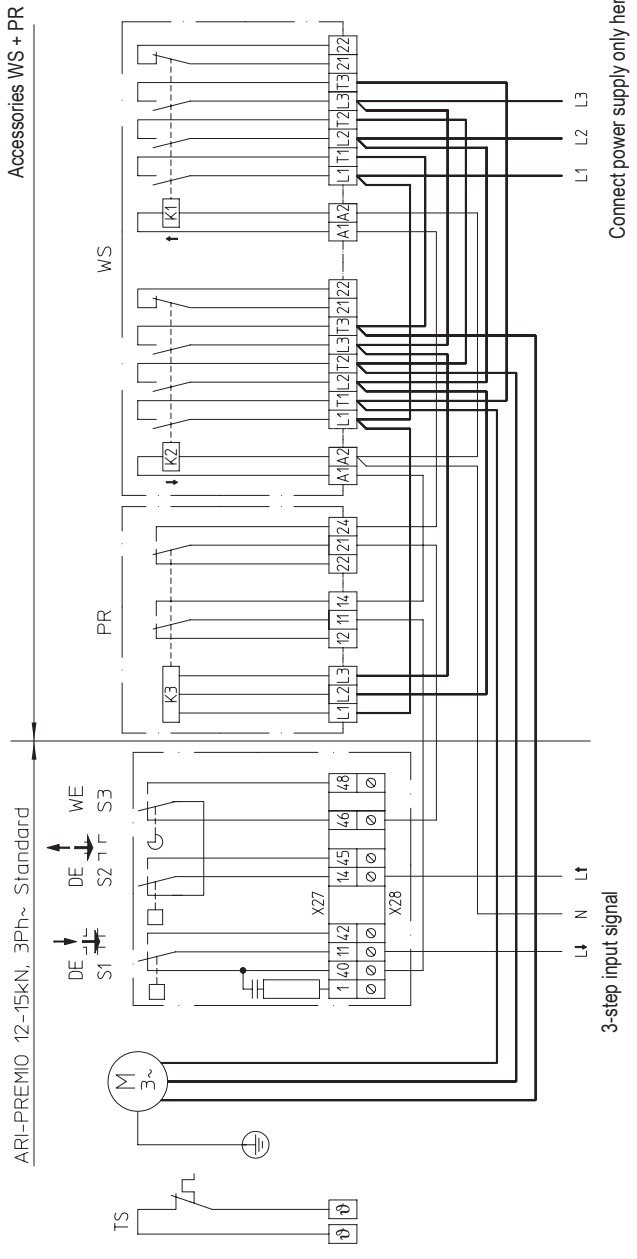 Accessories WS + PR
ARI-PREMIO 12-15kN, 3Ph~ Standard
WS
PR
DE DE WE
S1 S2 S3
K3
K2
K1
M
3~
TS
1 40 11 42 14 45 46 48
X27
X28
L1 L2 L3 12 11 14 22 21 24
A1 A2 L1 T1 L2 T2 L3 T3 21 22
A1 A2 L1 T1 L2 T2 L3 T3 21 22
ϑ ϑ
L↓ N L↑
L1 L2 L3
3-step input signal
Connect power supply only her